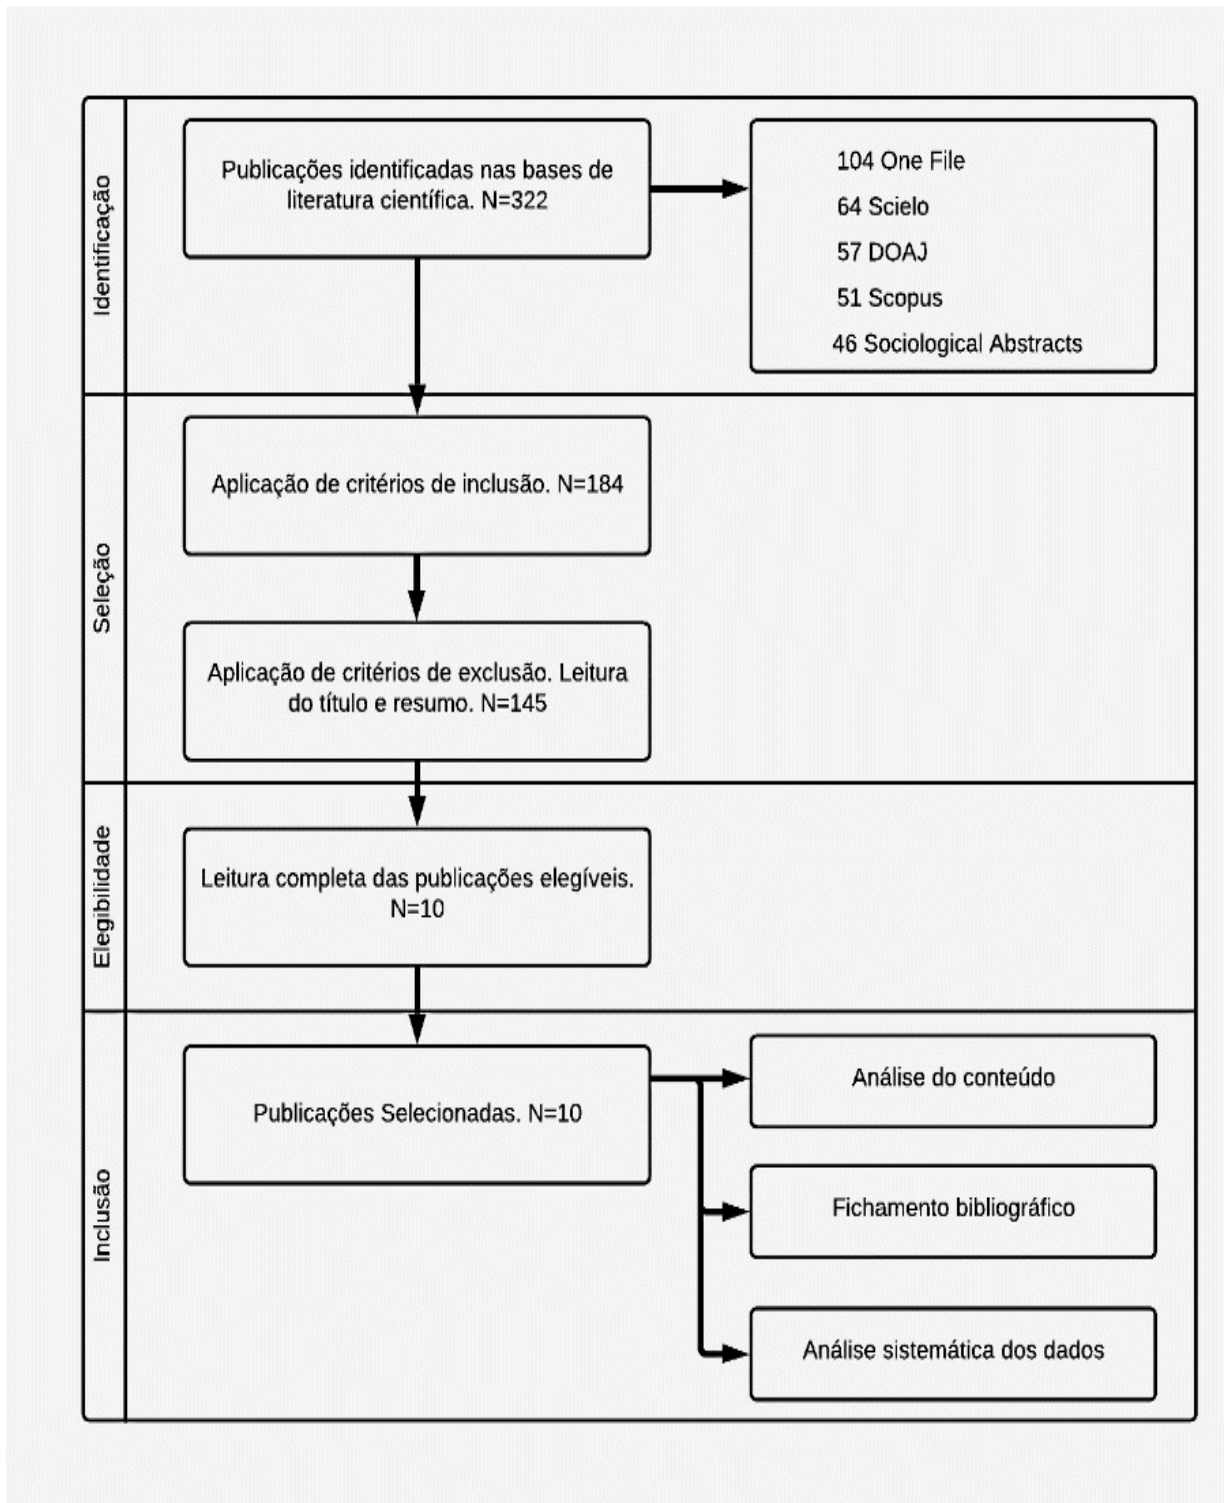 Identificação
Publicações identificadas nas bases de
literatura científica. N=322
104 One File
64 Scielo
57 DOAJ
51 Scopus
46 Sociological Abstracts
Seleção
Aplicação de critérios de inclusão. N=184
Aplicação de critérios de exclusão. Leitura
do título e resumo. N=145
Elegibilidade
Leitura completa das publicações elegíveis.
N=10
Inclusão
Publicações Selecionadas. N=10
Análise do conteúdo
Fichamento bibliográfico
Análise sistemática dos dados